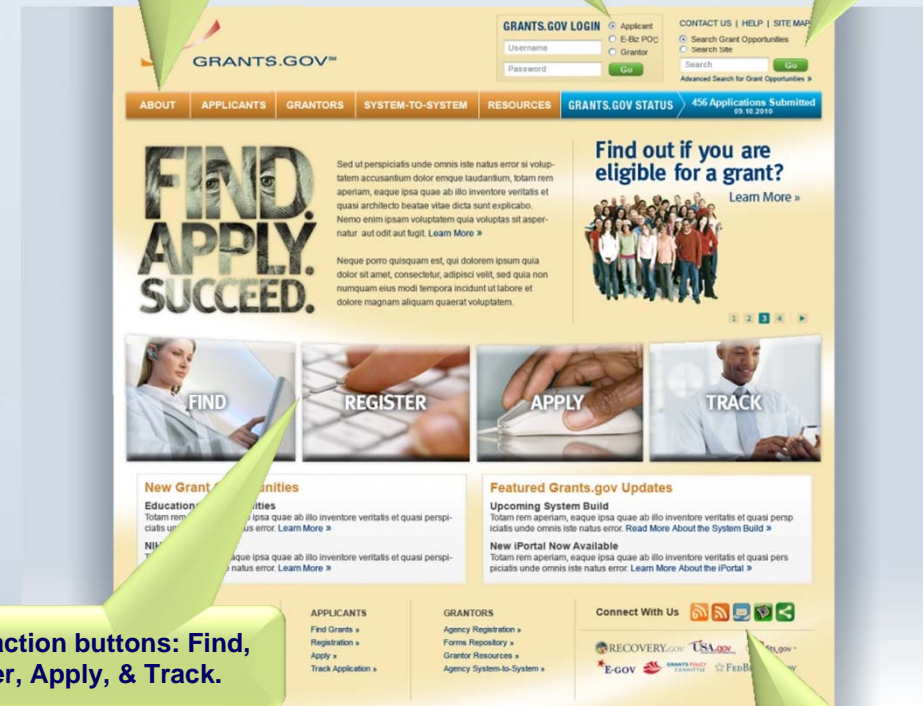 GRANTS.GOV℠
GRANTS.GOV LOGIN
Applicant
E-Biz POC
Grantor
Username
Password
Go
CONTACT US | HELP | SITE MAP
Search Grant Opportunities
Search Site
Search
Go
Advanced Search for Grant Opportunities »
ABOUT APPLICANTS GRANTORS SYSTEM-TO-SYSTEM RESOURCES GRANTS.GOV STATUS 456 Applications Submitted
09.10.2010
FIND.
APPLY.
SUCCEED.
Sed ut perspiciatis unde omnis iste natus error si volup-
tatem accusantium dolor emque laudantium, totam rem
aperiam, eaque ipsa quae ab illo inventore veritatis et
quasi architecto beatae vitae dicta sunt explicabo.
Nemo enim ipsam voluptatem quia voluptas sit asper-
natur aut odit aut fugit. Learn More »
Neque porro quisquam est, qui dolorem ipsum quia
dolor sit amet, consectetur, adipisci velit, sed quia non
numquam eius modi tempora incidunt ut labore et
dolore magnam aliquam quaerat voluptatem.
Find out if you are
eligible for a grant?
Learn More »
1 2 3 4
FIND
REGISTER
APPLY
TRACK
New
Education
Totam rem ipsa quae ab illo inventore veritatis et quasi perspi-
ciatis natus error. Learn More »
NIH
eaque ipsa quae ab illo inventore veritatis et quasi perspi-
natus error. Learn More »
Featured Grants.gov Updates
Upcoming System Build
Totam rem aperiam, eaque ipsa quae ab illo inventore veritatis et quasi persp
iciatis unde omnis iste natus error. Read More About the System Build »
New iPortal Now Available
Totam rem aperiam, eaque ipsa quae ab illo inventore veritatis et quasi pers
piciatis unde omnis iste natus error. Learn More About the iPortal »
action buttons: Find,
Apply, & Track.
APPLICANTS
Find Grants »
Registration »
Apply »
Track Application »
GRANTORS
Agency Registration »
Forms Repository »
Grantor Resources »
Agency System-to-System »
Connect With Us
RECOVERY.GOV USA.gov
E-GOV GRANTS POLICY
COMMITTEE